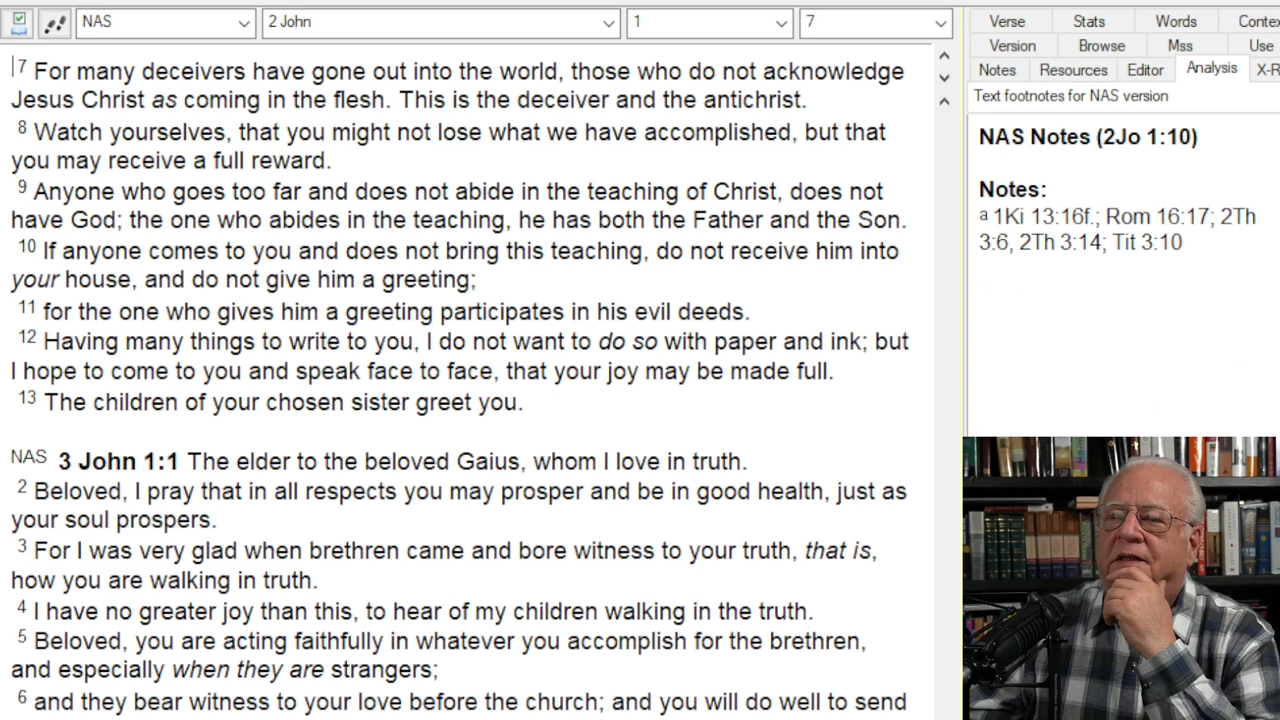 NAS 2 John 1 7
7 For many deceivers have gone out into the world, those who do not acknowledge
Jesus Christ as coming in the flesh. This is the deceiver and the antichrist.
8 Watch yourselves, that you might not lose what we have accomplished, but that
you may receive a full reward.
9 Anyone who goes too far and does not abide in the teaching of Christ, does not
have God; the one who abides in the teaching, he has both the Father and the Son.
10 If anyone comes to you and does not bring this teaching, do not receive him into
your house, and do not give him a greeting;
11 for the one who gives him a greeting participates in his evil deeds.
12 Having many things to write to you, I do not want to do so with paper and ink; but
I hope to come to you and speak face to face, that your joy may be made full.
13 The children of your chosen sister greet you.
NAS 3 John 1:1 The elder to the beloved Gaius, whom I love in truth.
2 Beloved, I pray that in all respects you may prosper and be in good health, just as
your soul prospers.
3 For I was very glad when brethren came and bore witness to your truth, that is,
how you are walking in truth.
4 I have no greater joy than this, to hear of my children walking in the truth.
5 Beloved, you are acting faithfully in whatever you accomplish for the brethren,
and especially when they are strangers;
6 and they bear witness to your love before the church; and you will do well to send
Verse Stats Words Contex
Version Browse Mss Use
Notes Resources Editor Analysis X-R
Text footnotes for NAS version
NAS Notes (2Jo 1:10)
Notes:
a 1Ki 13:16f.; Rom 16:17; 2Th
3:6, 2Th 3:14; Tit 3:10